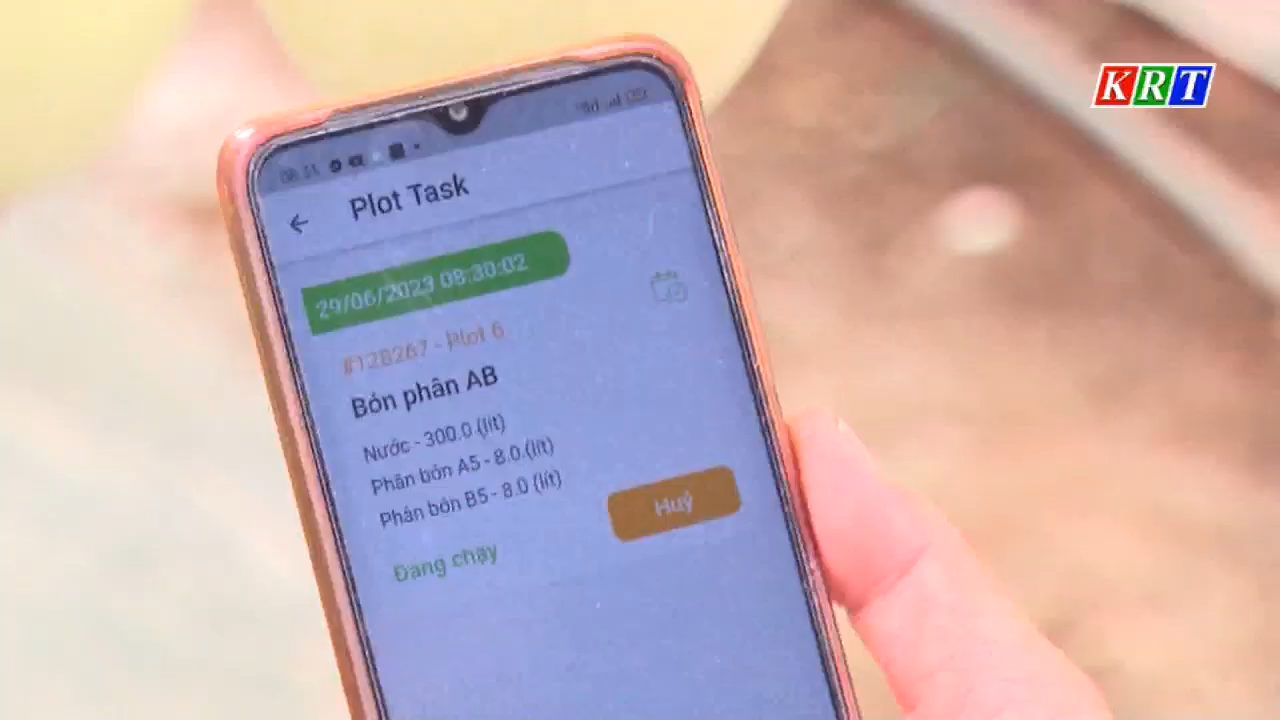 KRT
Plot Task
29/06/2023 08:30:02
#128267 - Plot 6
Bón phân AB
Nước - 300.0 (lít)
Phân bón A5 - 8.0 (lít)
Phân bón B5 - 8.0 (lít)
Huỷ
Đang chạy